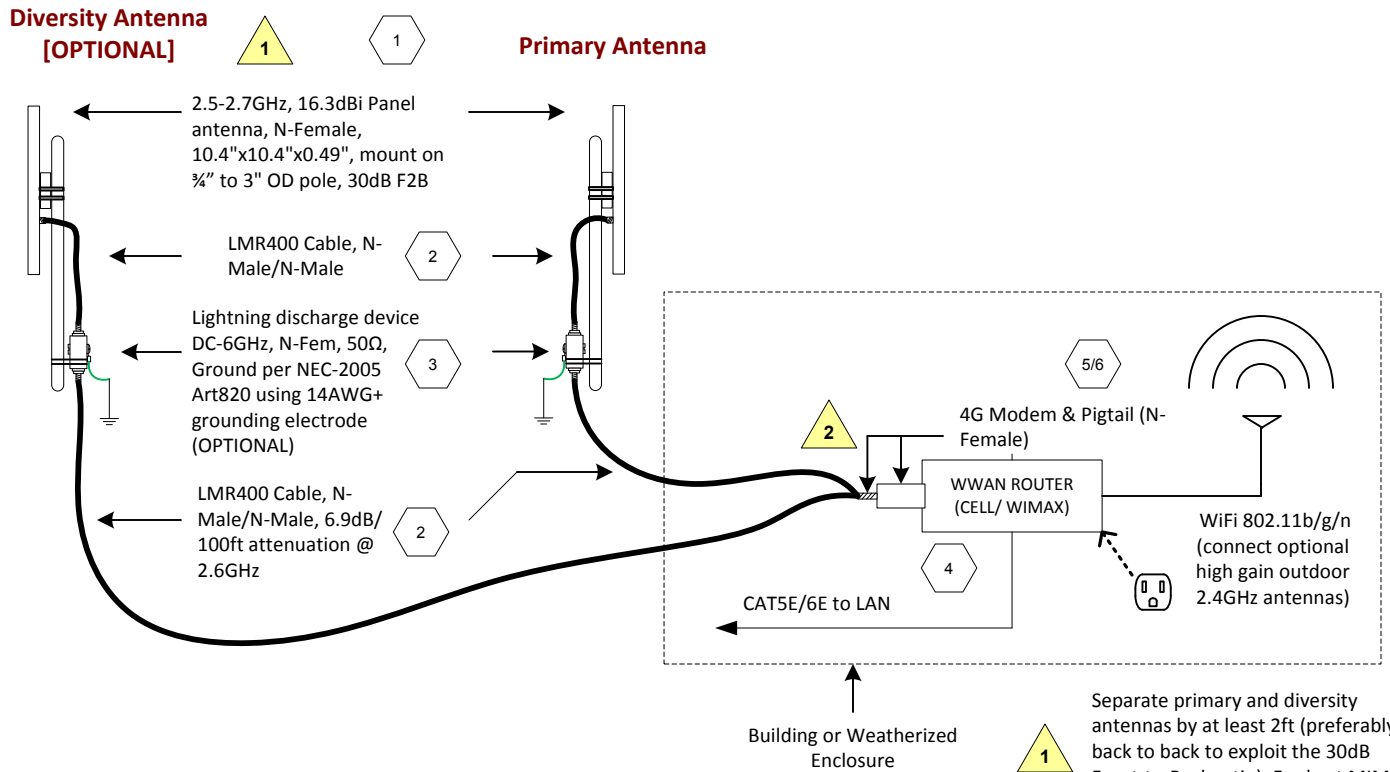 Diversity Antenna
[OPTIONAL]
1
1
Primary Antenna
2.5-2.7GHz, 16.3dBi Panel
antenna, N-Female,
10.4"x10.4"x0.49", mount on
¾” to 3" OD pole, 30dB F2B
LMR400 Cable, N-
Male/N-Male
2
Lightning discharge device
DC-6GHz, N-Fem, 50Ω,
Ground per NEC-2005
Art820 using 14AWG+
grounding electrode
(OPTIONAL)
3
LMR400 Cable, N-
Male/N-Male, 6.9dB/
100ft attenuation @
2.6GHz
2
5/6
2
4G Modem & Pigtail (N-
Female)
WWAN ROUTER
(CELL/ WIMAX)
4
WiFi 802.11b/g/n
(connect optional
high gain outdoor
2.4GHz antennas)
CAT5E/6E to LAN
Building or Weatherized
Enclosure
1
Separate primary and diversity
antennas by at least 2ft (preferably
back to back to exploit the 30dB